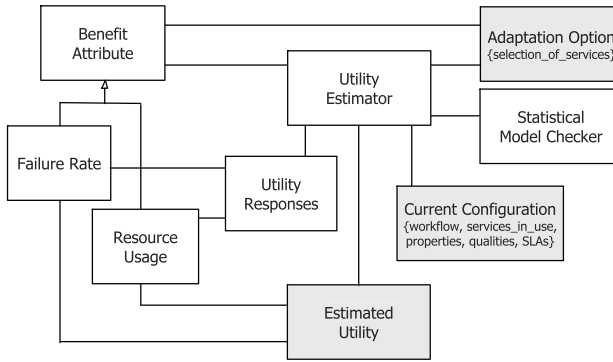 Benefit
Attribute
Adaptation Option
{selection_of_services}
Utility
Estimator
Statistical
Model Checker
Failure Rate
Utility
Responses
Current Configuration
{workflow, services_in_use,
properties, qualities, SLAs}
Resource
Usage
Estimated
Utility